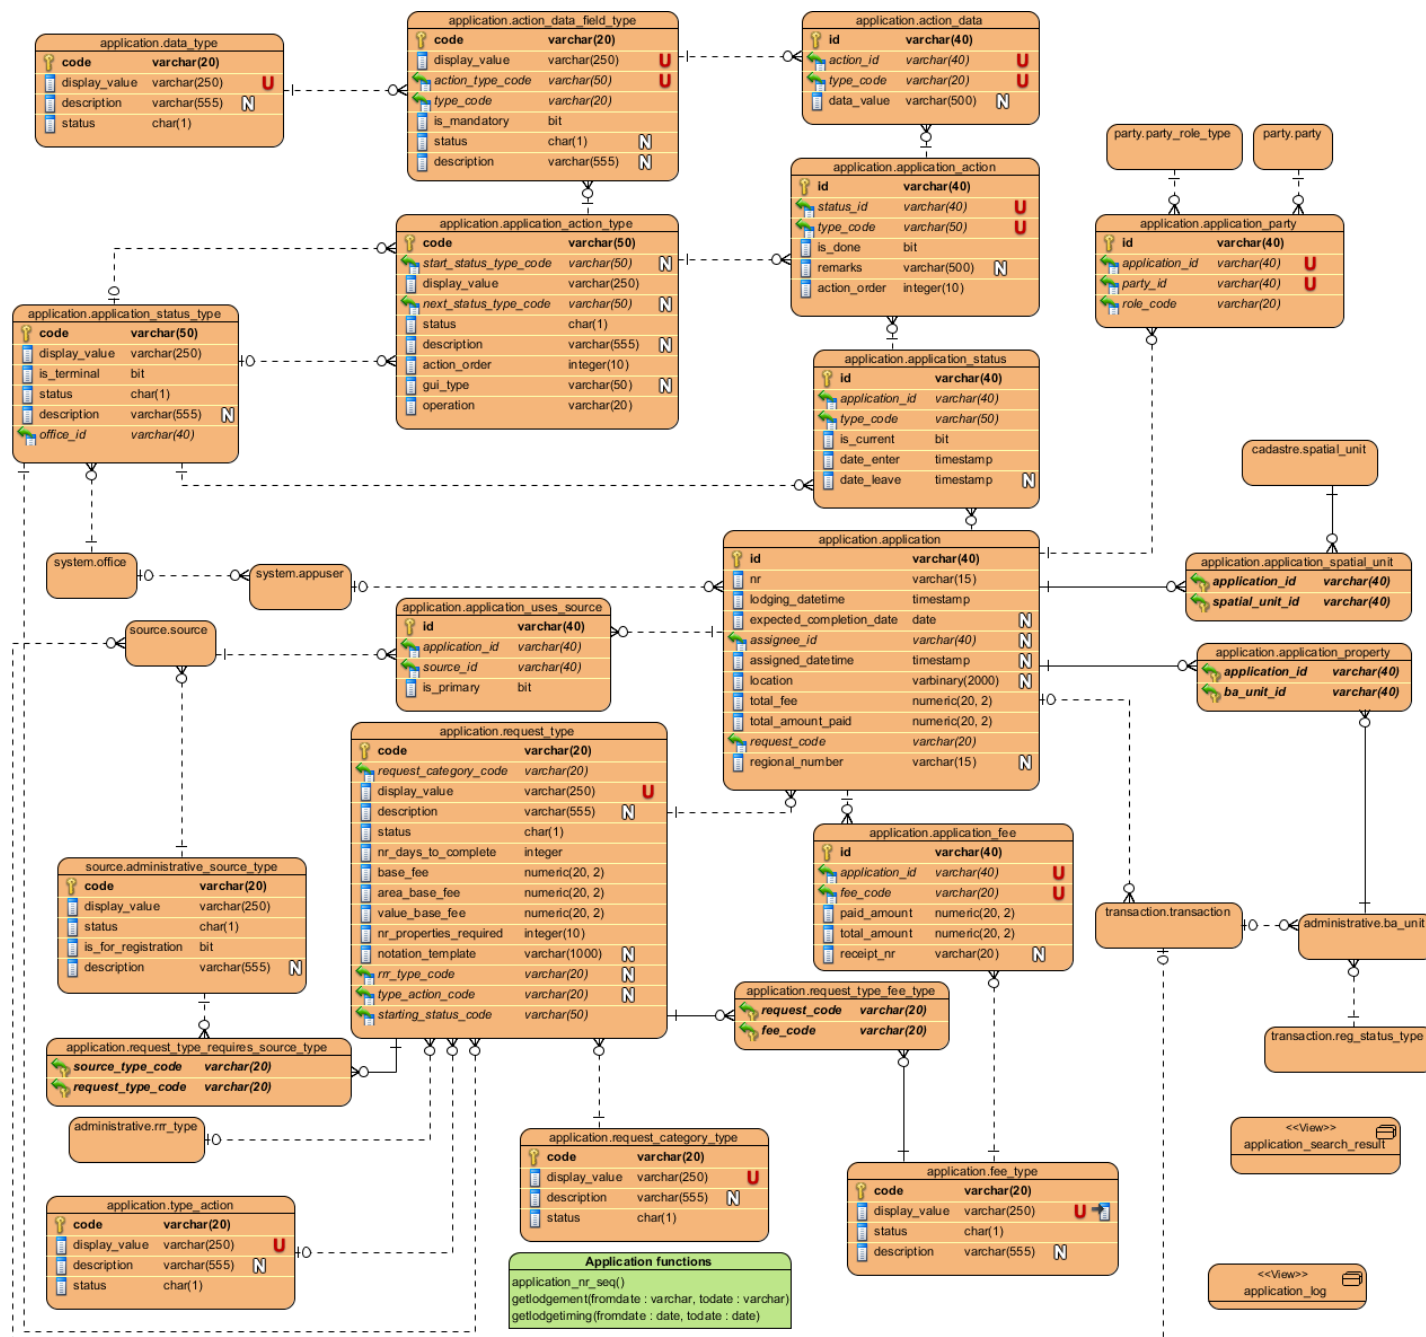 application.data_type
code varchar(20)
display_value varchar(250) U
description varchar(555) N
status char(1)
application.action_data_field_type
code varchar(20)
display_value varchar(250) U
action_type_code varchar(50) U
type_code varchar(20)
is_mandatory bit
status char(1) N
description varchar(555) N
application.action_data
id varchar(40)
action_id varchar(40) U
type_code varchar(20) U
data_value varchar(500) N
party.party_role_type
party.party
application.application_action
id varchar(40)
status_id varchar(40) U
type_code varchar(50) U
is_done bit
remarks varchar(500) N
action_order integer(10)
application.application_party
id varchar(40)
application_id varchar(40) U
party_id varchar(40) U
role_code varchar(20)
application.application_action_type
code varchar(50)
start_status_type_code varchar(50) N
display_value varchar(250)
next_status_type_code varchar(50) N
status char(1)
description varchar(555) N
action_order integer(10)
gui_type varchar(50) N
operation varchar(20)
application.application_status_type
code varchar(50)
display_value varchar(250)
is_terminal bit
status char(1)
description varchar(555) N
office_id varchar(40)
application.application_status
id varchar(40)
application_id varchar(40)
type_code varchar(50)
is_current bit
date_enter timestamp
date_leave timestamp N
cadastre.spatial_unit
application.application
id varchar(40)
nr varchar(15)
lodging_datetime timestamp
expected_completion_date date N
assignee_id varchar(40) N
assigned_datetime timestamp N
location varbinary(2000) N
total_fee numeric(20, 2)
total_amount_paid numeric(20, 2)
request_code varchar(20)
regional_number varchar(15) N
application.application_spatial_unit
application_id varchar(40)
spatial_unit_id varchar(40)
system.office
system.appuser
source.source
application.application_uses_source
id varchar(40)
application_id varchar(40)
source_id varchar(40)
is_primary bit
application.application_property
application_id varchar(40)
ba_unit_id varchar(40)
application.request_type
code varchar(20)
request_category_code varchar(20)
display_value varchar(250) U
description varchar(555) N
status char(1)
nr_days_to_complete integer
base_fee numeric(20, 2)
area_base_fee numeric(20, 2)
value_base_fee numeric(20, 2)
nr_properties_required integer(10)
notation_template varchar(1000) N
rrr_type_code varchar(20) N
type_action_code varchar(20) N
starting_status_code varchar(50)
application.application_fee
id varchar(40)
application_id varchar(40) U
fee_code varchar(20) U
paid_amount numeric(20, 2)
total_amount numeric(20, 2)
receipt_nr varchar(20) N
source.administrative_source_type
code varchar(20)
display_value varchar(250)
status char(1)
is_for_registration bit
description varchar(555) N
transaction.transaction
administrative.ba_unit
application.request_type_fee_type
request_code varchar(20)
fee_code varchar(20)
transaction.reg_status_type
application.request_type_requires_source_type
source_type_code varchar(20)
request_type_code varchar(20)
administrative.rrr_type
application.request_category_type
code varchar(20)
display_value varchar(250) U
description varchar(555) N
status char(1)
<<View>>
application_search_result
application.fee_type
code varchar(20)
display_value varchar(250) U
status char(1)
description varchar(555) N
application.type_action
code varchar(20)
display_value varchar(250) U
description varchar(555) N
status char(1)
Application functions
application_nr_seq()
getlodgement(fromdate : varchar, todate : varchar)
getlodgetiming(fromdate : date, todate : date)
<<View>>
application_log